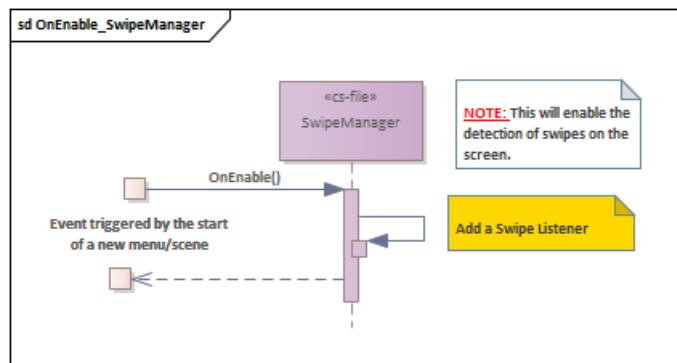 sd OnEnable_SwipeManager
«cs-file»
SwipeManager
NOTE: This will enable the
detection of swipes on the
screen.
OnEnable()
Event triggered by the start
of a new menu/scene
Add a Swipe Listener